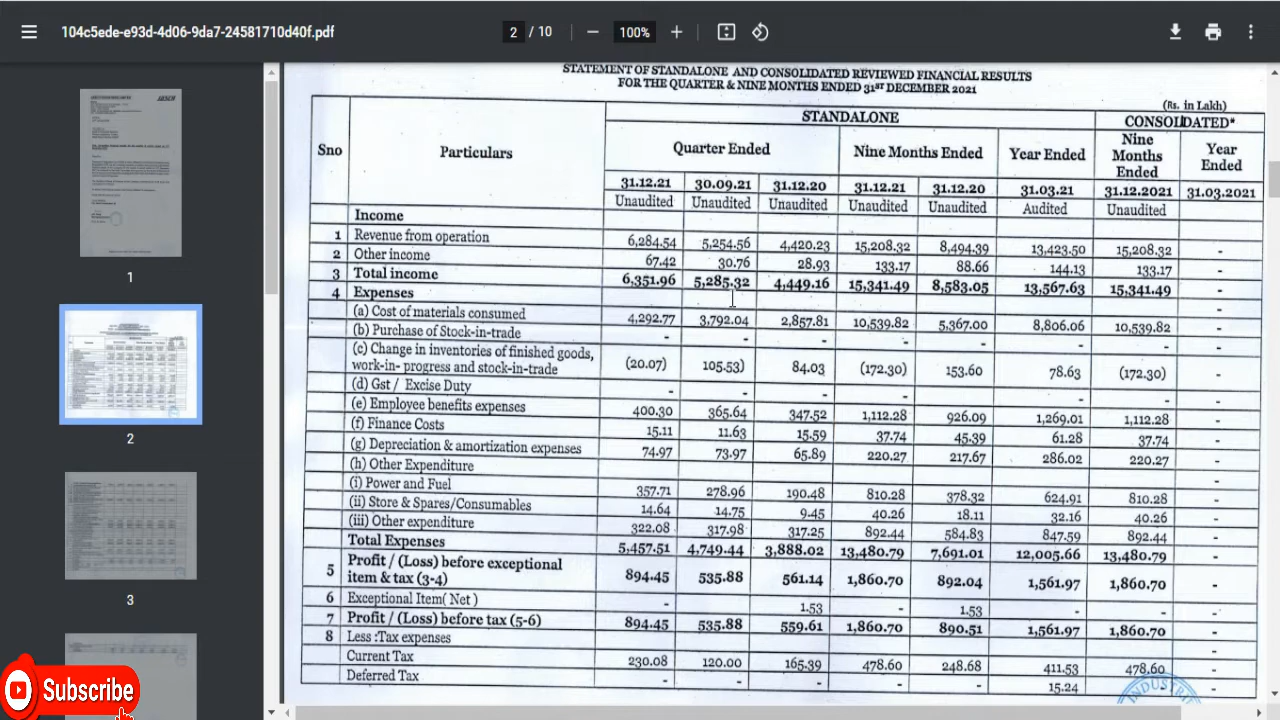 104c5ede-e93d-4d06-9da7-24581710d40f.pdf 2 / 10 100%
STATEMENT OF STANDALONE AND CONSOLIDATED REVIEWED FINANCIAL RESULTS
FOR THE QUARTER & NINE MONTHS ENDED 31ST DECEMBER 2021
(Rs. in Lakh)
STANDALONE CONSOLIDATED*
Sno Particulars Quarter Ended Nine Months Ended Year Ended Nine Months Ended Year Ended
31.12.21 30.09.21 31.12.20 31.12.21 31.12.20 31.03.21 31.12.2021 31.03.2021
Unaudited Unaudited Unaudited Unaudited Unaudited Audited Unaudited
Income
1 Revenue from operation 6,284.54 5,254.56 4,420.23 15,208.32 8,494.39 13,423.50 15,208.32 -
2 Other income 67.42 30.76 28.93 133.17 88.66 144.13 133.17 -
3 Total income 6,351.96 5,285.32 4,449.16 15,341.49 8,583.05 13,567.63 15,341.49 -
4 Expenses
(a) Cost of materials consumed 4,292.77 3,792.04 2,857.81 10,539.82 5,367.00 8,806.06 10,539.82 -
(b) Purchase of Stock-in-trade - - - - - - - -
(c) Change in inventories of finished goods,
work-in- progress and stock-in-trade (20.07) 105.53) 84.03 (172.30) 153.60 78.63 (172.30) -
(d) Gst / Excise Duty - - - - - - - -
(e) Employee benefits expenses 400.30 365.64 347.52 1,112.28 926.09 1,269.01 1,112.28 -
(f) Finance Costs 15.11 11.63 15.59 37.74 45.39 61.28 37.74 -
(g) Depreciation & amortization expenses 74.97 73.97 65.89 220.27 217.67 286.02 220.27 -
(h) Other Expenditure
(i) Power and Fuel 357.71 278.96 190.48 810.28 378.32 624.91 810.28 -
(ii) Store & Spares/Consumables 14.64 14.75 9.45 40.26 18.11 32.16 40.26 -
(iii) Other expenditure 322.08 317.98 317.25 892.44 584.83 847.59 892.44 -
Total Expenses 5,457.51 4,749.44 3,888.02 13,480.79 7,691.01 12,005.66 13,480.79 -
5 Profit / (Loss) before exceptional
item & tax (3-4) 894.45 535.88 561.14 1,860.70 892.04 1,561.97 1,860.70 -
6 Exceptional Item( Net ) - - 1.53 - 1.53 - - -
7 Profit / (Loss) before tax (5-6) 894.45 535.88 559.61 1,860.70 890.51 1,561.97 1,860.70 -
8 Less :Tax expenses
Current Tax 230.08 120.00 165.39 478.60 248.68 411.53 478.60 -
Deferred Tax - - - - - 15.24 - -
INDUSTRIE
1
2
3
Subscribe